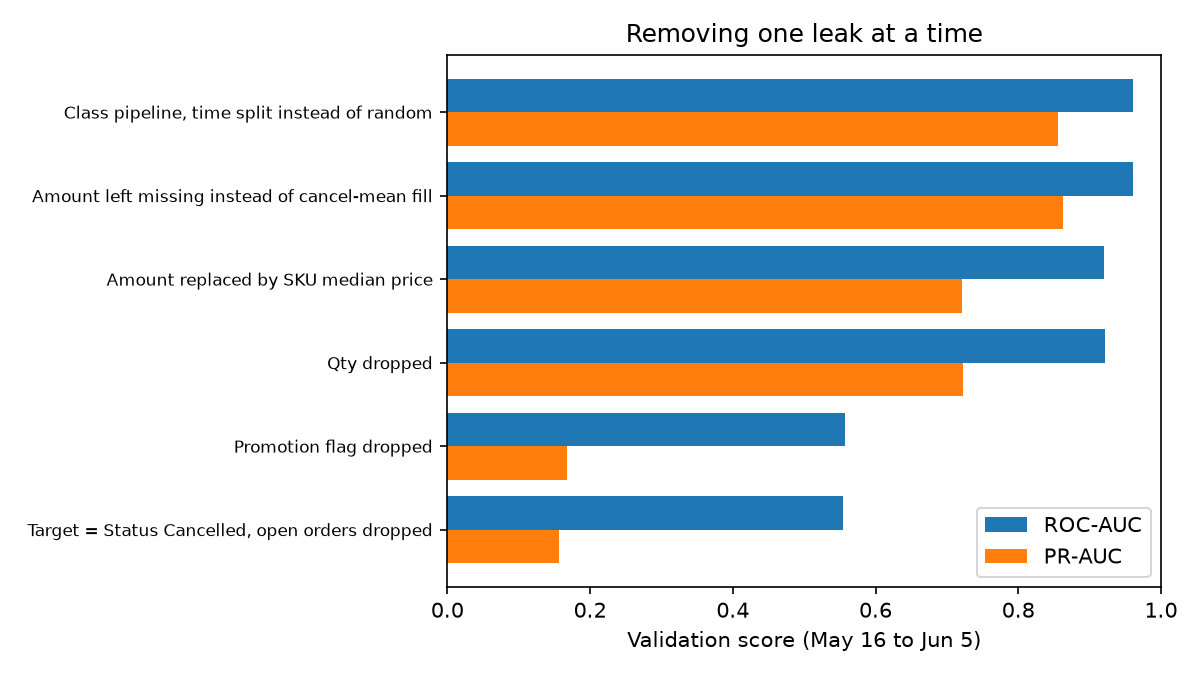 Removing one leak at a time
Class pipeline, time split instead of random
Amount left missing instead of cancel-mean fill
Amount replaced by SKU median price
Qty dropped
Promotion flag dropped
Target = Status Cancelled, open orders dropped
ROC-AUC
PR-AUC
0.0 0.2 0.4 0.6 0.8 1.0
Validation score (May 16 to Jun 5)